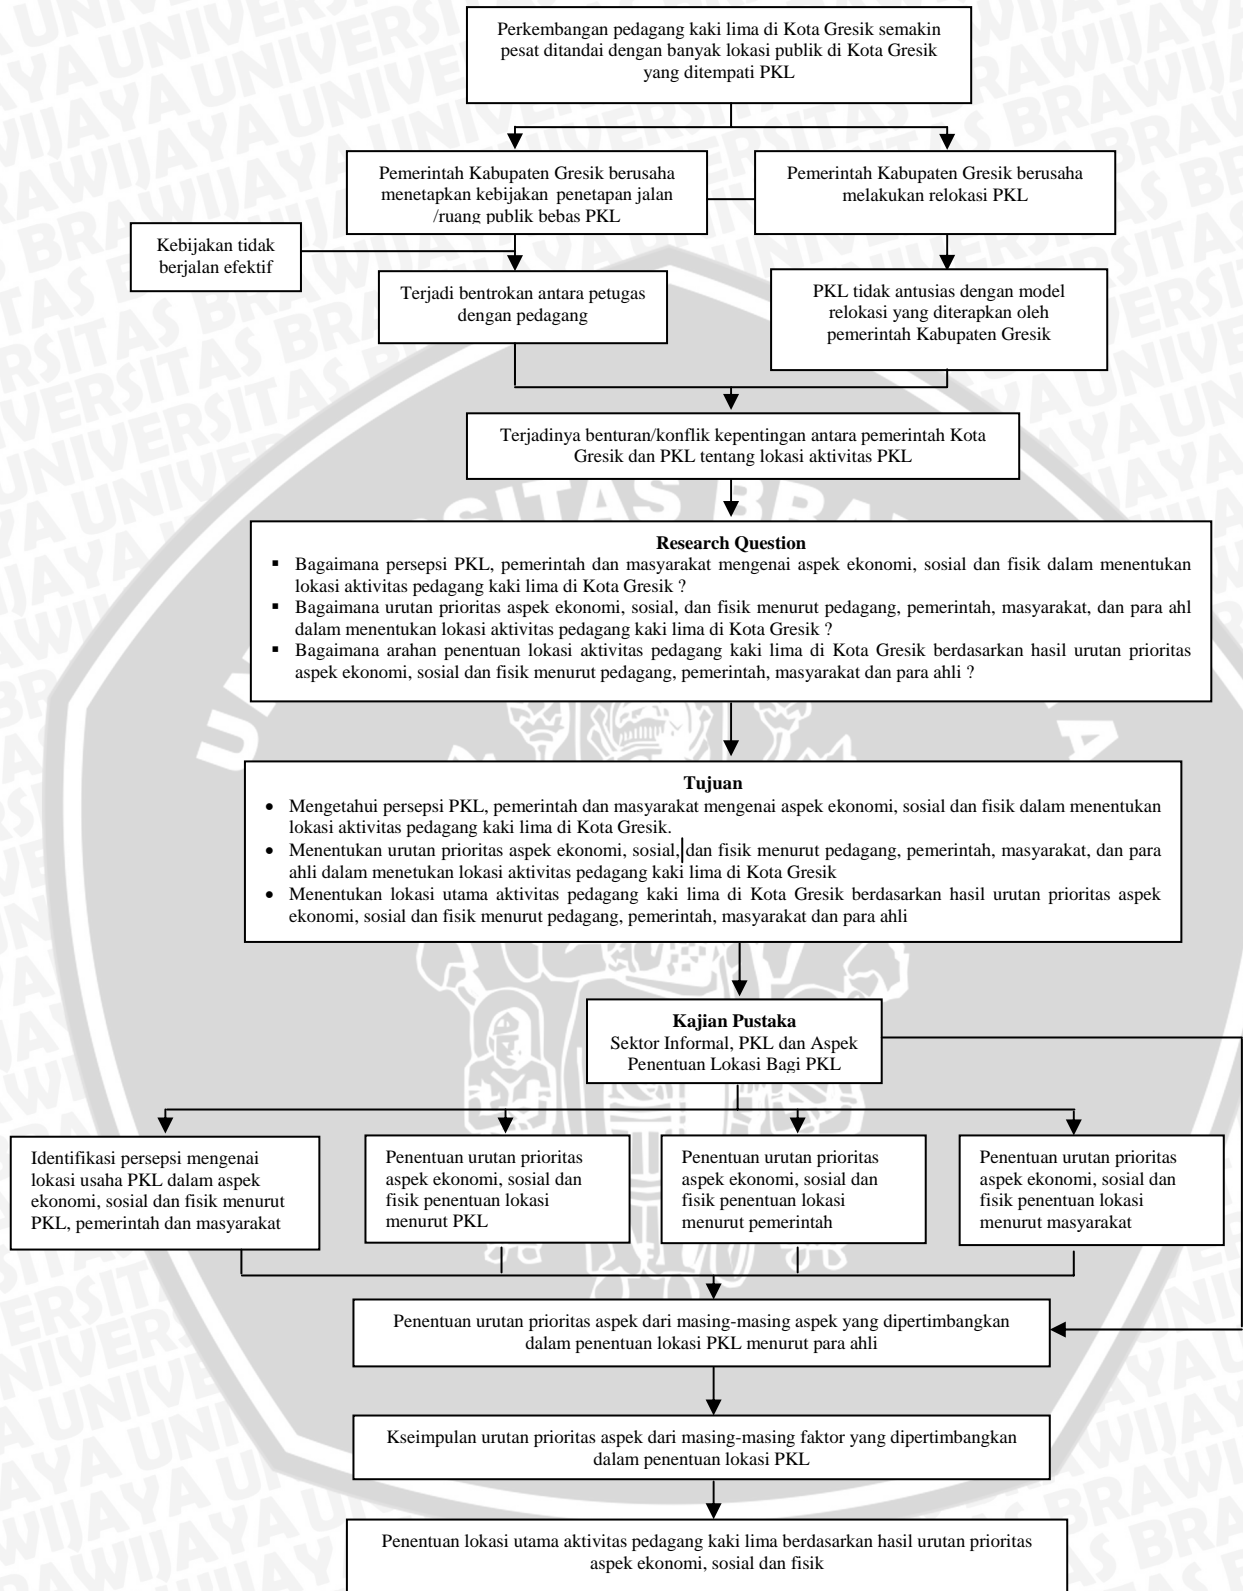 Perkembangan pedagang kaki lima di Kota Gresik semakin
pesat ditandai dengan banyak lokasi publik di Kota Gresik
yang ditempati PKL
Pemerintah Kabupaten Gresik berusaha
menetapkan kebijakan penetapan jalan
/ruang publik bebas PKL
Pemerintah Kabupaten Gresik berusaha
melakukan relokasi PKL
Kebijakan tidak
berjalan efektif
Terjadi bentrokan antara petugas
dengan pedagang
PKL tidak antusias dengan model
relokasi yang diterapkan oleh
pemerintah Kabupaten Gresik
Terjadinya benturan/konflik kepentingan antara pemerintah Kota
Gresik dan PKL tentang lokasi aktivitas PKL
Research Question
▪ Bagaimana persepsi PKL, pemerintah dan masyarakat mengenai aspek ekonomi, sosial dan fisik dalam menentukan
lokasi aktivitas pedagang kaki lima di Kota Gresik ?
▪ Bagaimana urutan prioritas aspek ekonomi, sosial, dan fisik menurut pedagang, pemerintah, masyarakat, dan para ahl
dalam menentukan lokasi aktivitas pedagang kaki lima di Kota Gresik ?
▪ Bagaimana arahan penentuan lokasi aktivitas pedagang kaki lima di Kota Gresik berdasarkan hasil urutan prioritas
aspek ekonomi, sosial dan fisik menurut pedagang, pemerintah, masyarakat dan para ahli ?
Tujuan
• Mengetahui persepsi PKL, pemerintah dan masyarakat mengenai aspek ekonomi, sosial dan fisik dalam menentukan
lokasi aktivitas pedagang kaki lima di Kota Gresik.
• Menentukan urutan prioritas aspek ekonomi, sosial, dan fisik menurut pedagang, pemerintah, masyarakat, dan para
ahli dalam menetukan lokasi aktivitas pedagang kaki lima di Kota Gresik
• Menentukan lokasi utama aktivitas pedagang kaki lima di Kota Gresik berdasarkan hasil urutan prioritas aspek
ekonomi, sosial dan fisik menurut pedagang, pemerintah, masyarakat dan para ahli
Kajian Pustaka
Sektor Informal, PKL dan Aspek
Penentuan Lokasi Bagi PKL
Identifikasi persepsi mengenai
lokasi usaha PKL dalam aspek
ekonomi, sosial dan fisik menurut
PKL, pemerintah dan masyarakat
Penentuan urutan prioritas
aspek ekonomi, sosial dan
fisik penentuan lokasi
menurut PKL
Penentuan urutan prioritas
aspek ekonomi, sosial dan
fisik penentuan lokasi
menurut pemerintah
Penentuan urutan prioritas
aspek ekonomi, sosial dan
fisik penentuan lokasi
menurut masyarakat
Penentuan urutan prioritas aspek dari masing-masing aspek yang dipertimbangkan
dalam penentuan lokasi PKL menurut para ahli
Kseimpulan urutan prioritas aspek dari masing-masing faktor yang dipertimbangkan
dalam penentuan lokasi PKL
Penentuan lokasi utama aktivitas pedagang kaki lima berdasarkan hasil urutan prioritas
aspek ekonomi, sosial dan fisik